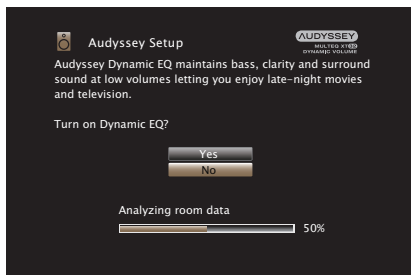 Audyssey Setup
AUDYSSEY
MULTEQ XT32
DYNAMIC VOLUME
Audyssey Dynamic EQ maintains bass, clarity and surround
sound at low volumes letting you enjoy late-night movies
and television.
Turn on Dynamic EQ?
Yes
No
Analyzing room data
50%